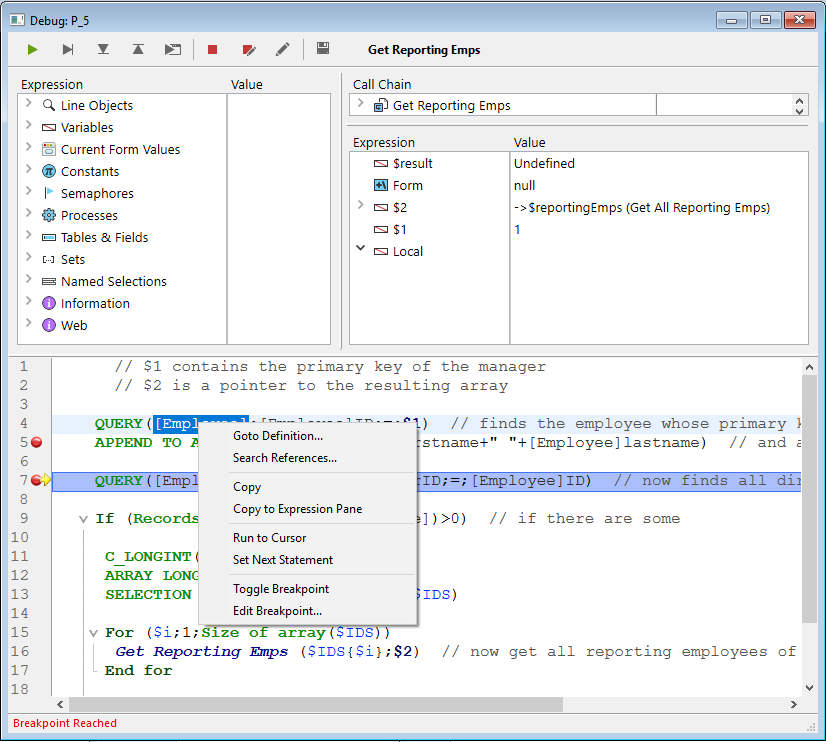 Debug: P_5
Get Reporting Emps
Expression Value
Line Objects
Variables
Current Form Values
Constants
Semaphores
Processes
Tables & Fields
Sets
Named Selections
Information
Web
Call Chain
Get Reporting Emps
Expression Value
$result Undefined
Form null
$2 ->$reportingEmps (Get All Reporting Emps)
$1 1
Local
1 // $1 contains the primary key of the manager
2 // $2 is a pointer to the resulting array
3
4 QUERY([Employee];[Employee]ID;=;$1) // finds the employee whose primary k
5 APPEND TO A rstname+" "+[Employee]lastname) // and a
6
7 QUERY([Empl rID;=;[Employee]ID) // now finds all dir
8
9 If (Records e])>0) // if there are some
10
11 C_LONGINT(
12 ARRAY LONG
13 SELECTION $IDS)
14
15 For ($i;1;Size of array($IDS))
16 Get Reporting Emps ($IDS{$i};$2) // now get all reporting employees of
17 End for
18
Goto Definition...
Search References...
Copy
Copy to Expression Pane
Run to Cursor
Set Next Statement
Toggle Breakpoint
Edit Breakpoint...
Breakpoint Reached